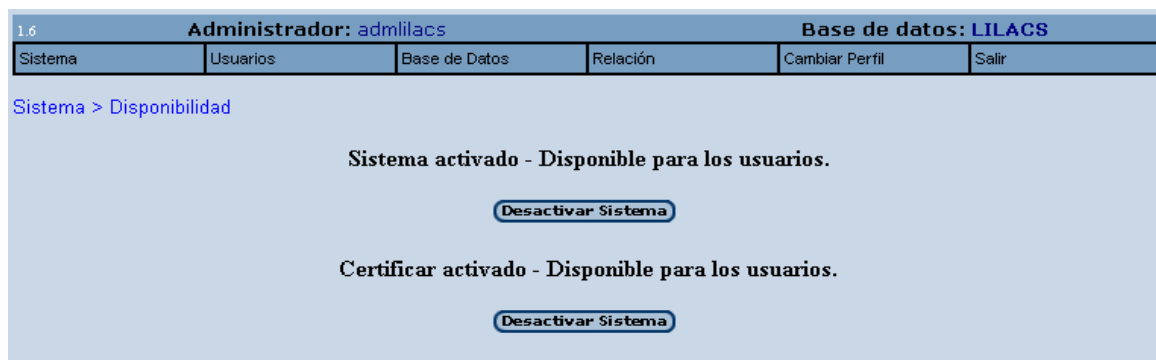 1.6 Administrador: admlilacs Base de datos: LILACS
Sistema Usuarios Base de Datos Relación Cambiar Perfil Salir
Sistema > Disponibilidad
Sistema activado - Disponible para los usuarios.
Desactivar Sistema
Certificar activado - Disponible para los usuarios.
Desactivar Sistema